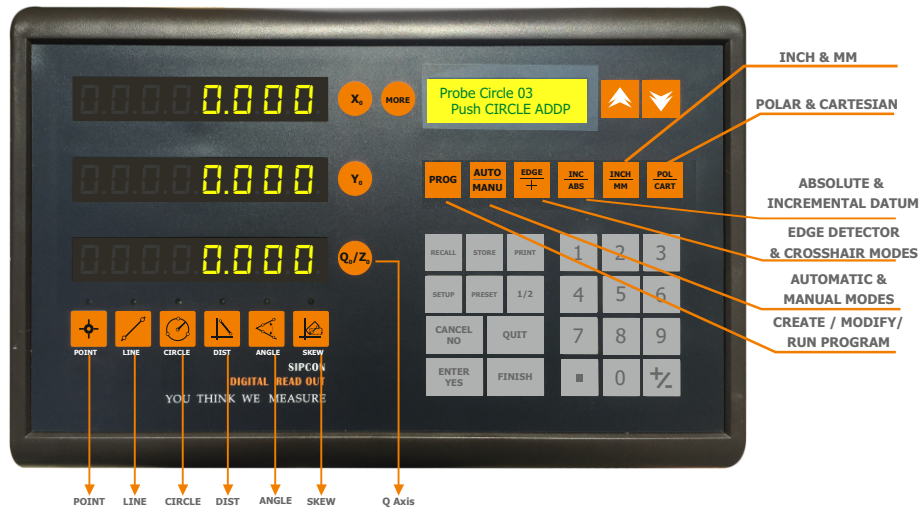 0.000
X₀
MORE
Probe Circle 03
Push CIRCLE ADDP
INCH & MM
POLAR & CARTESIAN
0.000
Y₀
PROG
AUTO
MANU
EDGE
INC
ABS
INCH
MM
POL
CART
ABSOLUTE &
INCREMENTAL DATUM
EDGE DETECTOR
& CROSSHAIR MODES
AUTOMATIC &
MANUAL MODES
CREATE / MODIFY/
RUN PROGRAM
0.000
Q₀/Z₀
RECALL STORE PRINT 1 2 3
SETUP PRESET 1/2 4 5 6
CANCEL
NO
QUIT 7 8 9
ENTER
YES
FINISH ■ 0 +/-
POINT LINE CIRCLE DIST ANGLE SKEW
SIPCON
DIGITAL READ OUT
YOU THINK WE MEASURE
POINT LINE CIRCLE DIST ANGLE SKEW Q Axis